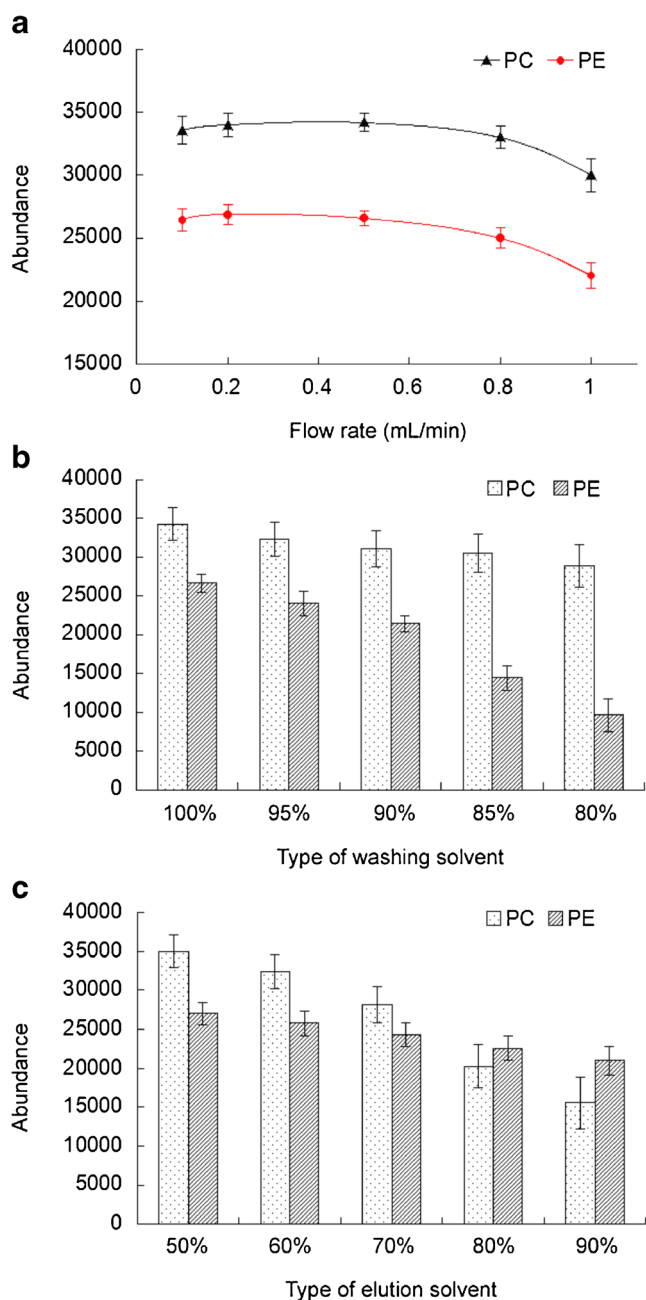 a
40000
35000
30000
25000
20000
15000
Abundance
PC PE
0 0.2 0.4 0.6 0.8 1
Flow rate (mL/min)
b
40000
35000
30000
25000
20000
15000
10000
5000
0
Abundance
PC PE
100% 95% 90% 85% 80%
Type of washing solvent
c
40000
35000
30000
25000
20000
15000
10000
5000
0
Abundance
PC PE
50% 60% 70% 80% 90%
Type of elution solvent